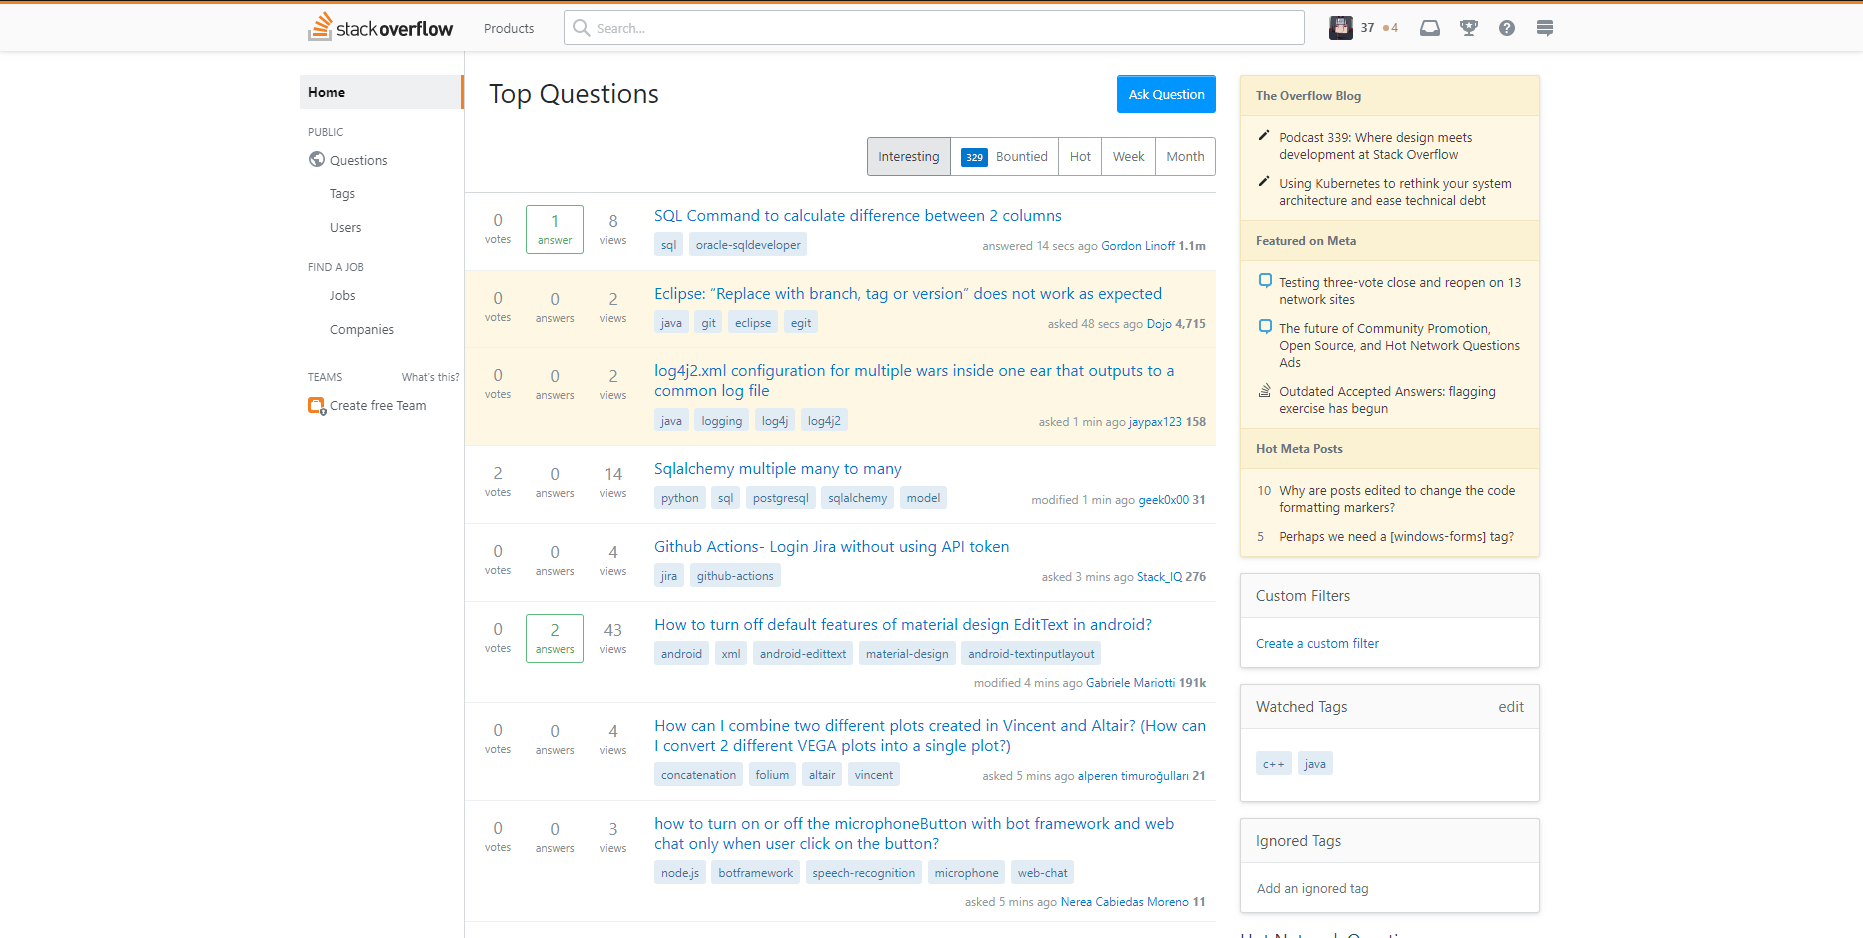 stackoverflow
Products
Search...
37 4
Home
PUBLIC
Questions
Tags
Users
FIND A JOB
Jobs
Companies
TEAMS What's this?
Create free Team
Top Questions
Ask Question
Interesting
329 Bountied
Hot
Week
Month
0 votes
1 answer
8 views
SQL Command to calculate difference between 2 columns
sql oracle-sqldeveloper
answered 14 secs ago Gordon Linoff 1.1m
0 votes
0 answers
2 views
Eclipse: “Replace with branch, tag or version” does not work as expected
java git eclipse egit
asked 48 secs ago Dojo 4,715
0 votes
0 answers
2 views
log4j2.xml configuration for multiple wars inside one ear that outputs to a
common log file
java logging log4j log4j2
asked 1 min ago jaypax123 158
2 votes
0 answers
14 views
Sqlalchemy multiple many to many
python sql postgresql sqlalchemy model
modified 1 min ago geek0x00 31
0 votes
0 answers
4 views
Github Actions- Login Jira without using API token
jira github-actions
asked 3 mins ago Stack_IQ 276
0 votes
2 answers
43 views
How to turn off default features of material design EditText in android?
android xml android-edittext material-design android-textinputlayout
modified 4 mins ago Gabriele Mariotti 191k
0 votes
0 answers
4 views
How can I combine two different plots created in Vincent and Altair? (How can
I convert 2 different VEGA plots into a single plot?)
concatenation folium altair vincent
asked 5 mins ago alperen timuroğulları 21
0 votes
0 answers
3 views
how to turn on or off the microphoneButton with bot framework and web
chat only when user click on the button?
node.js botframework speech-recognition microphone web-chat
asked 5 mins ago Nerea Cabiedas Moreno 11
The Overflow Blog
Podcast 339: Where design meets
development at Stack Overflow
Using Kubernetes to rethink your system
architecture and ease technical debt
Featured on Meta
Testing three-vote close and reopen on 13
network sites
The future of Community Promotion,
Open Source, and Hot Network Questions
Ads
Outdated Accepted Answers: flagging
exercise has begun
Hot Meta Posts
10 Why are posts edited to change the code
formatting markers?
5 Perhaps we need a [windows-forms] tag?
Custom Filters
Create a custom filter
Watched Tags edit
c++ java
Ignored Tags
Add an ignored tag